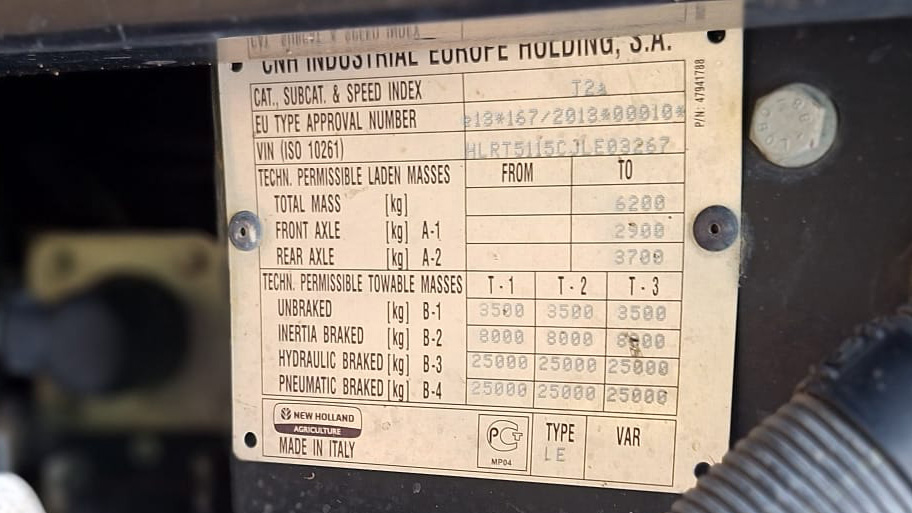 CNH INDUSTRIAL EUROPE HOLDING, S.A.
P/N: 47941788
CAT., SUBCAT. & SPEED INDEX T2a
EU TYPE APPROVAL NUMBER e13*167/2013*00010*
VIN (ISO 10261) HLRT5115CJLE03267
TECHN. PERMISSIBLE LADEN MASSES FROM TO
TOTAL MASS [kg] 6200
FRONT AXLE [kg] A-1 2900
REAR AXLE [kg] A-2 3700
TECHN. PERMISSIBLE TOWABLE MASSES T-1 T-2 T-3
UNBRAKED [kg] B-1 3500 3500 3500
INERTIA BRAKED [kg] B-2 8000 8000 8000
HYDRAULIC BRAKED [kg] B-3 25000 25000 25000
PNEUMATIC BRAKED [kg] B-4 25000 25000 25000
NEW HOLLAND
AGRICULTURE
MADE IN ITALY
MP04
TYPE VAR
LE